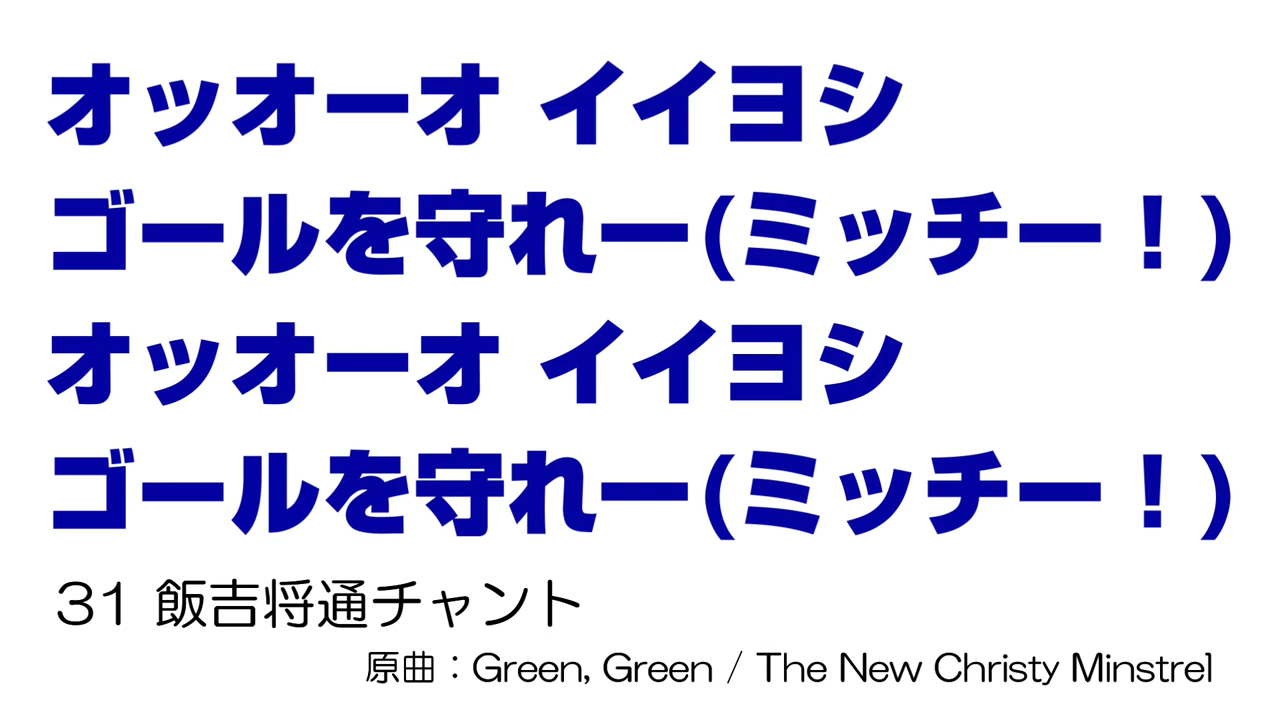 オッオーオ イイヨシ
ゴールを守れー(ミッチー！)
オッオーオ イイヨシ
ゴールを守れー(ミッチー！)
31 飯吉将通チャント
原曲：Green, Green / The New Christy Minstrel